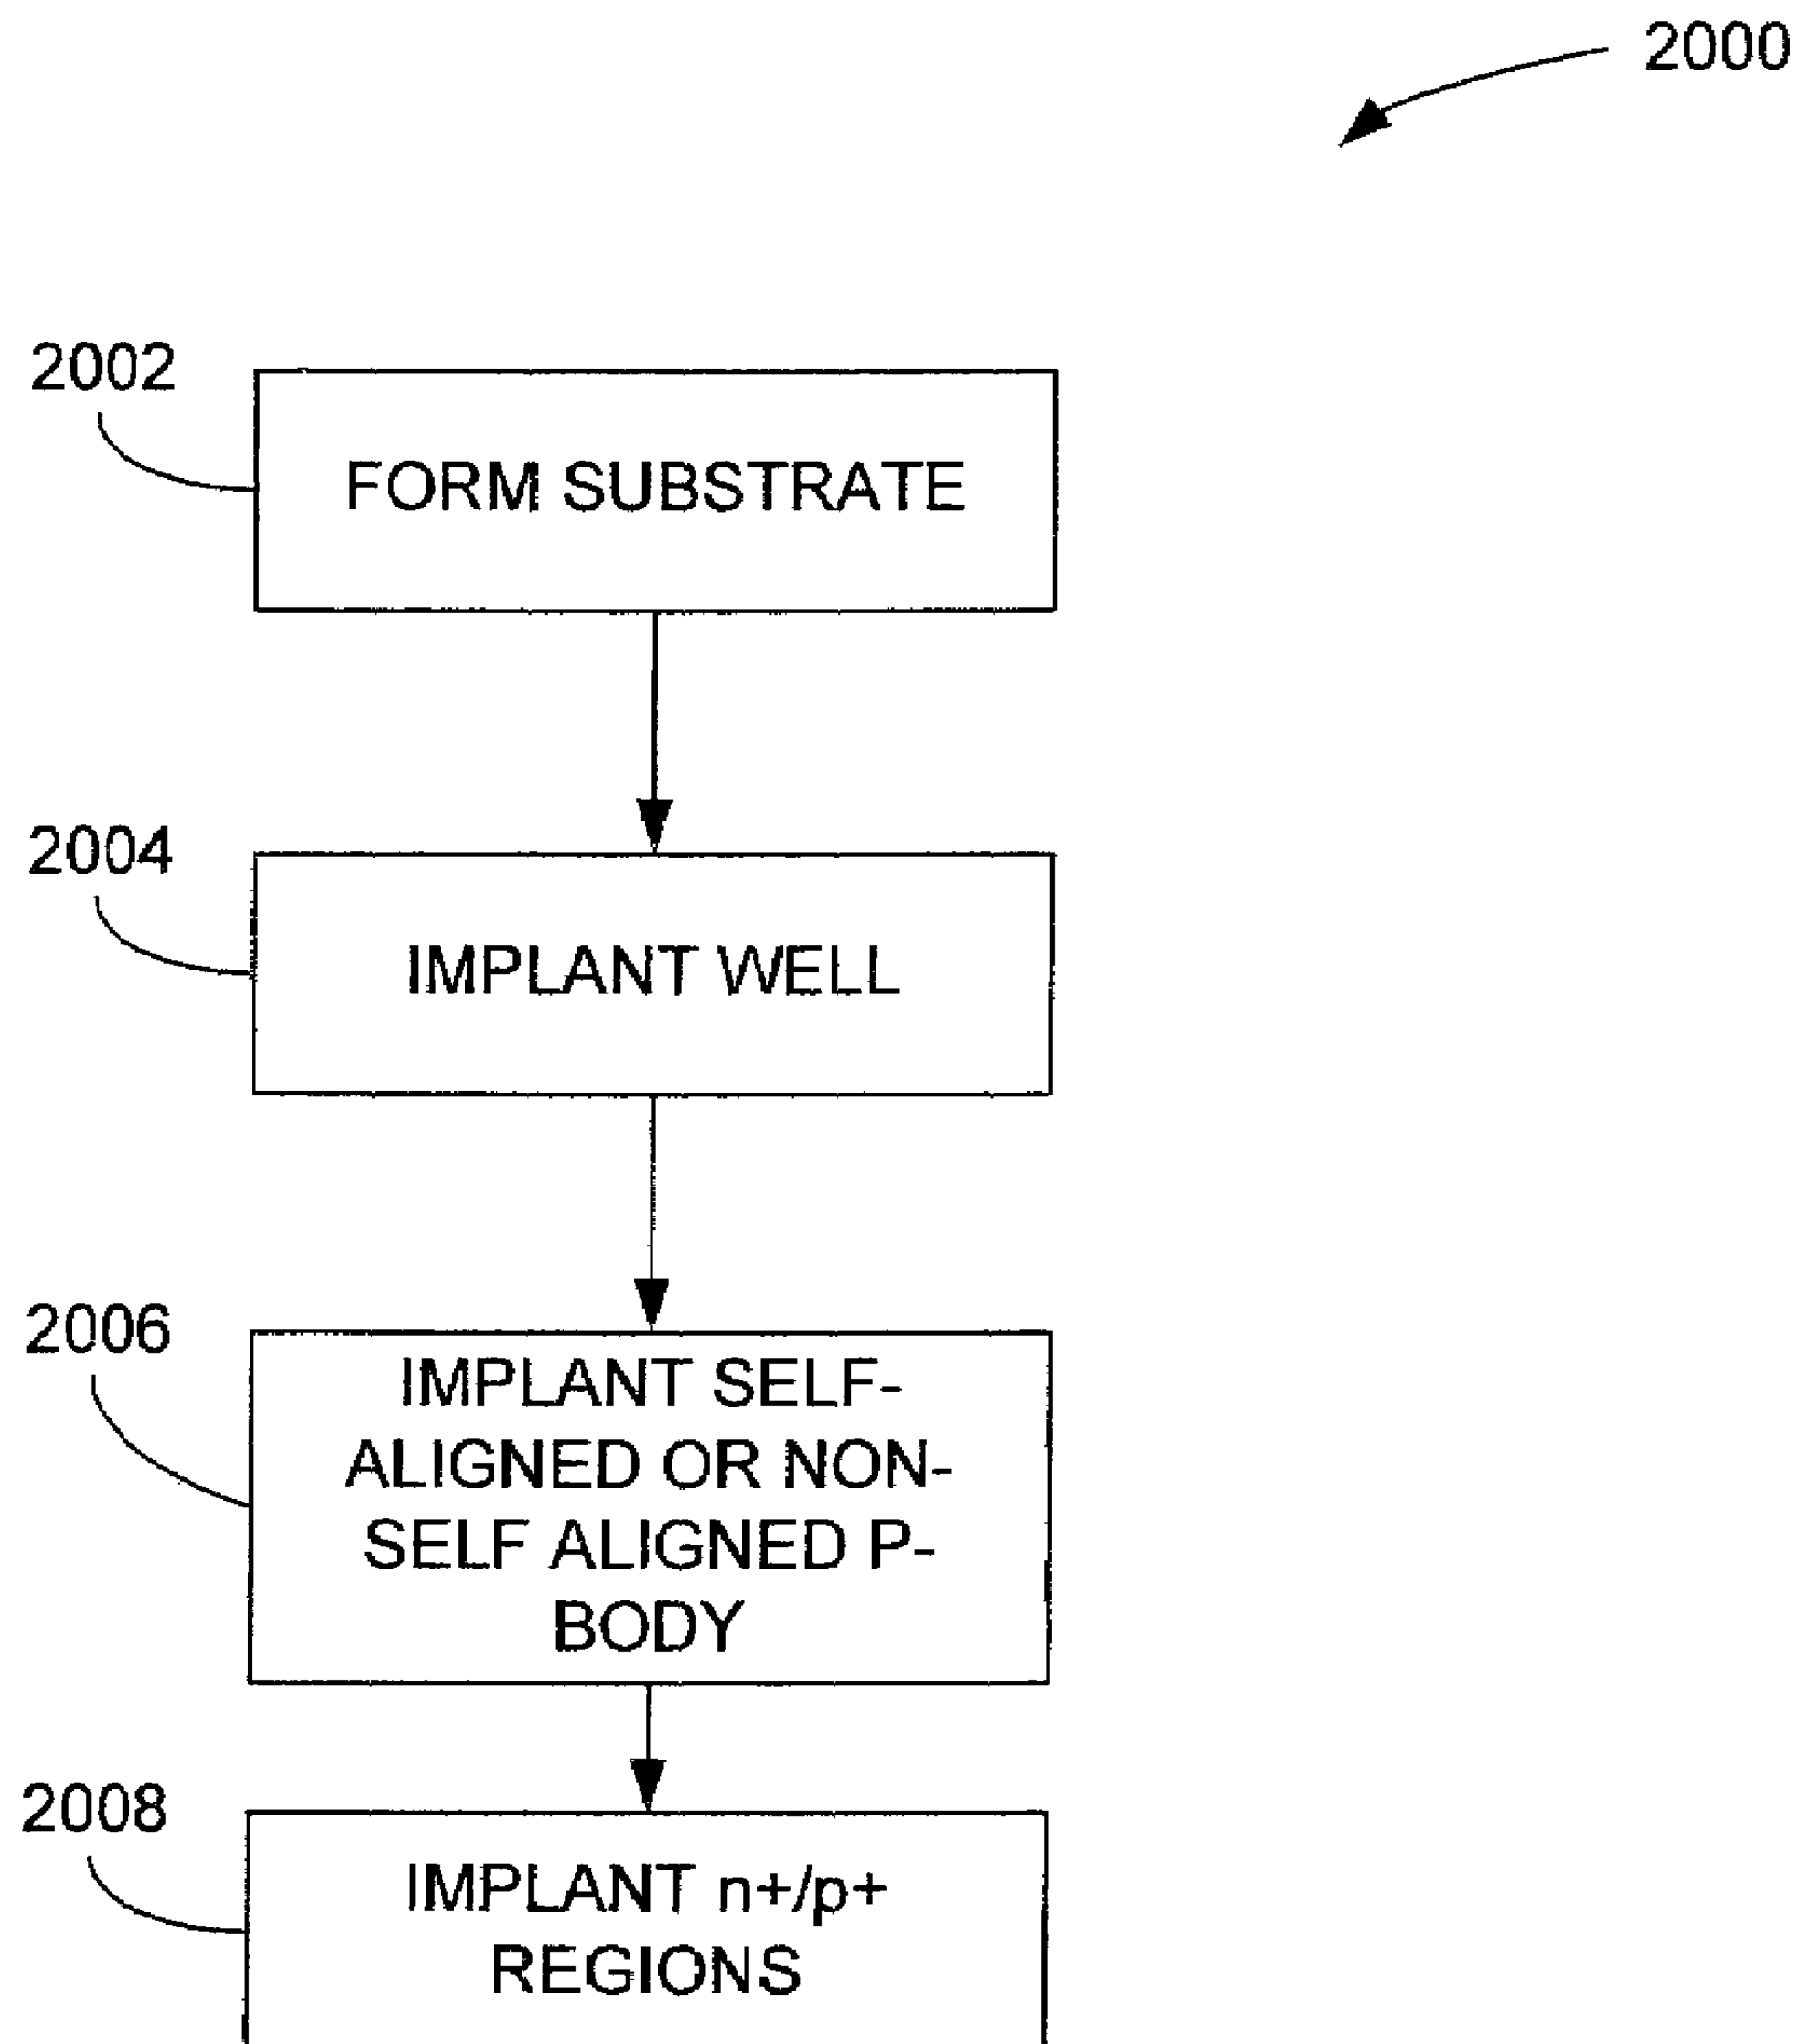 2000
2002
FORM SUBSTRATE
2004
IMPLANT WELL
2006
IMPLANT SELF-
ALIGNED OR NON-
SELF ALIGNED P-
BODY
2008
IMPLANT n+/p+
REGIONS